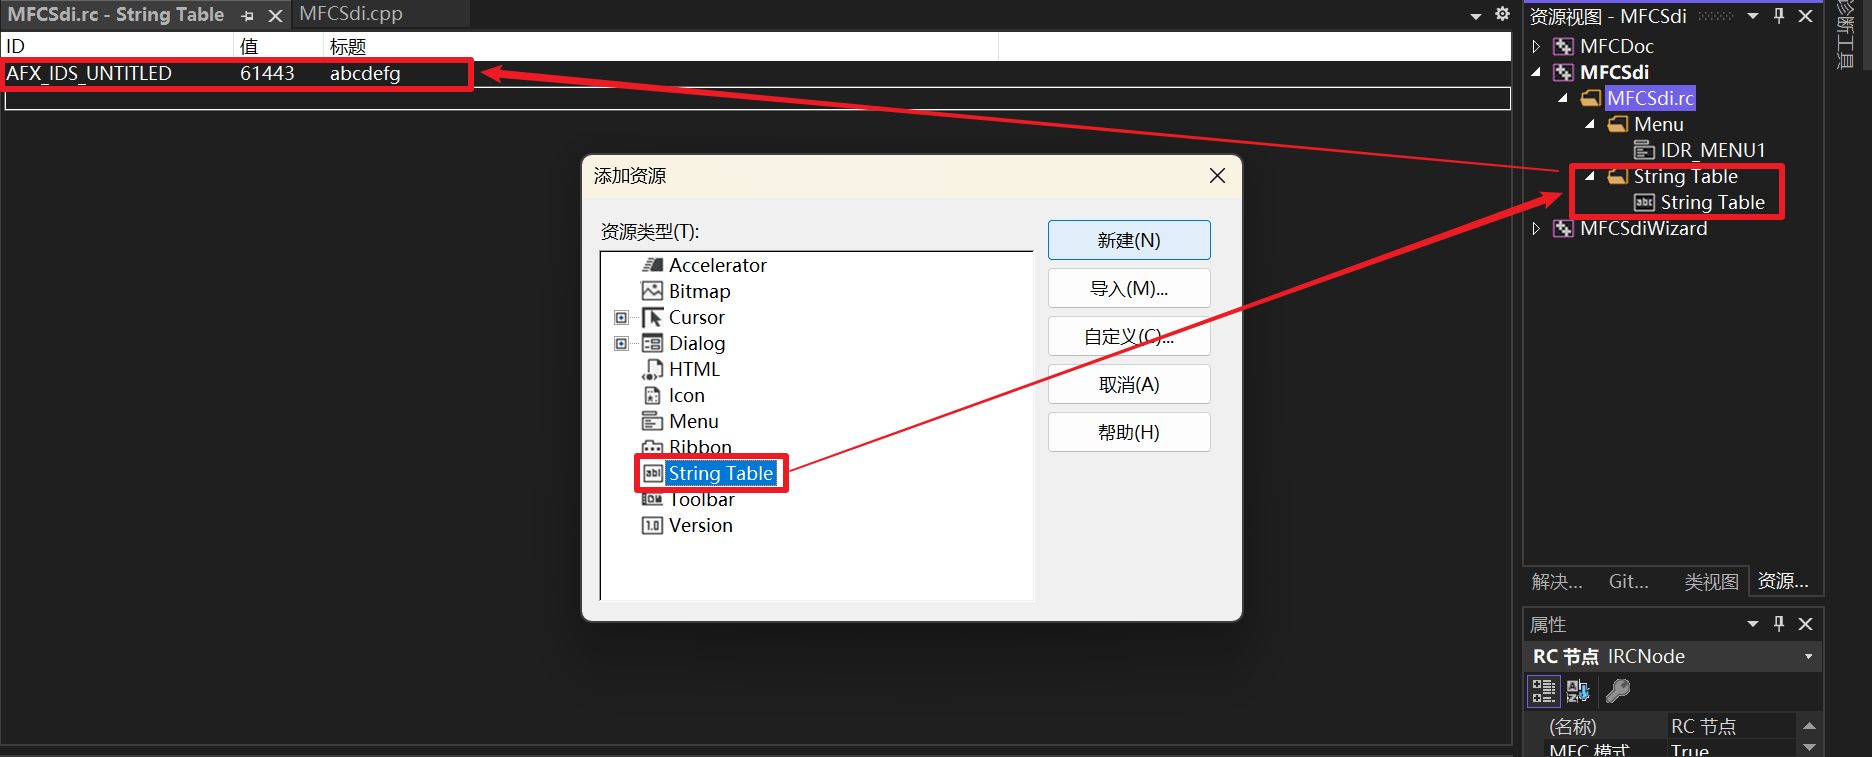 MFCSdi.rc - String Table
MFCSdi.cpp
ID
值
标题
AFX_IDS_UNTITLED
61443
abcdefg
添加资源
资源类型(T):
Accelerator
Bitmap
Cursor
Dialog
HTML
Icon
Menu
Ribbon
String Table
Toolbar
Version
新建(N)
导入(M)...
自定义(C)...
取消(A)
帮助(H)
资源视图 - MFCSdi
MFCDoc
MFCSdi
MFCSdi.rc
Menu
IDR_MENU1
String Table
String Table
MFCSdiWizard
解决...
Git...
类视图
资源...
属性
RC 节点 IRCNode
(名称)
RC 节点
MFC 模式
True
诊断工具